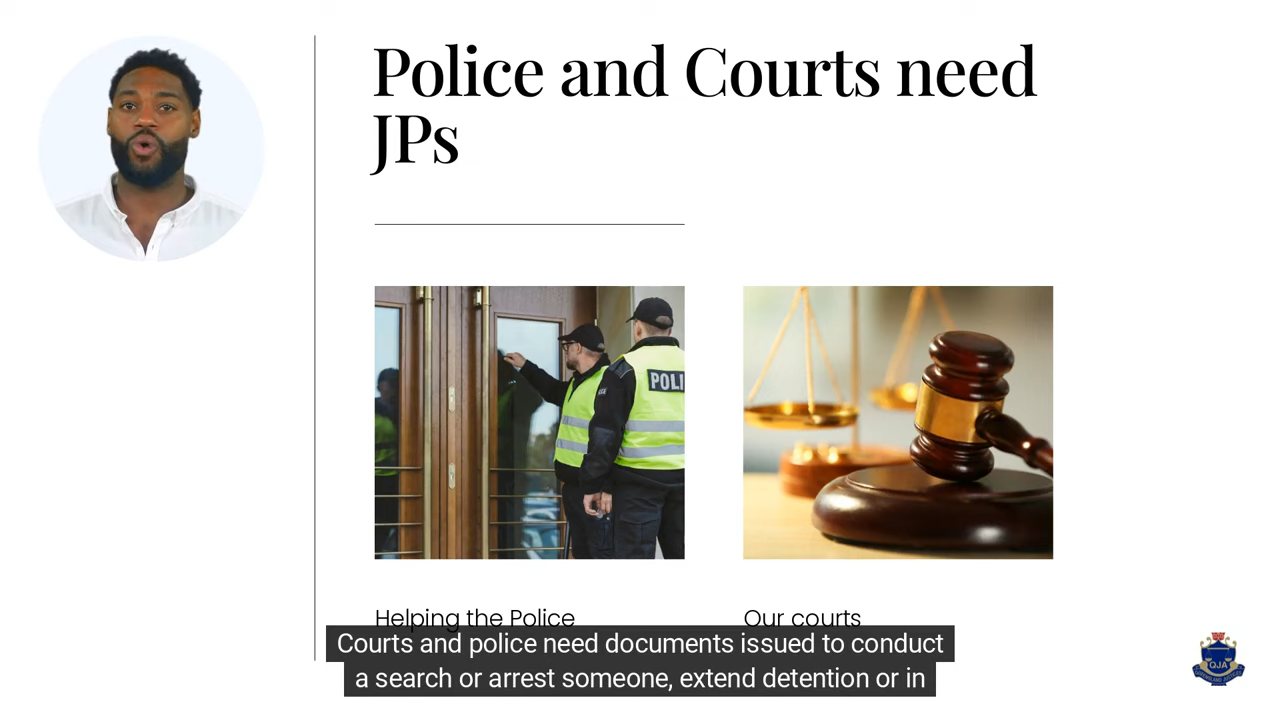 Police and Courts need
JPs
POLI
Helping the Police
Our courts
Courts and police need documents issued to conduct
a search or arrest someone, extend detention or in
QJA